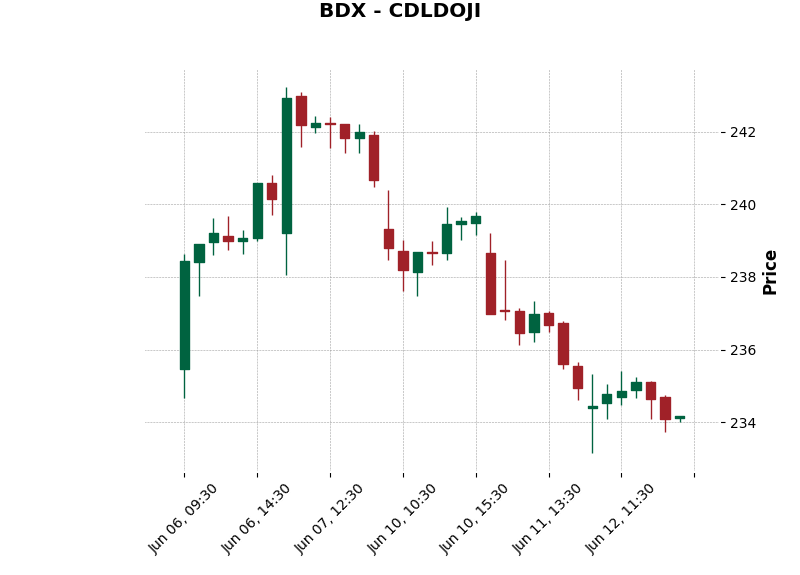 BDX - CDLDOJI
242
240
238
236
234
Price
Jun 06, 09:30
Jun 06, 14:30
Jun 07, 12:30
Jun 10, 10:30
Jun 10, 15:30
Jun 11, 13:30
Jun 12, 11:30